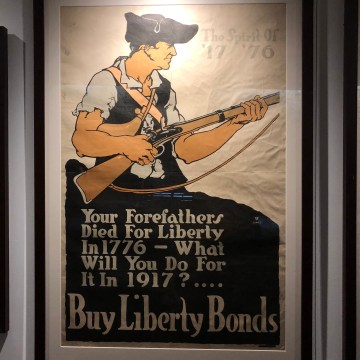 The Spirit Of
'17 '76
Your Forefathers
Died For Liberty
In 1776 — What
Will You Do For
It In 1917?....
Buy Liberty Bonds